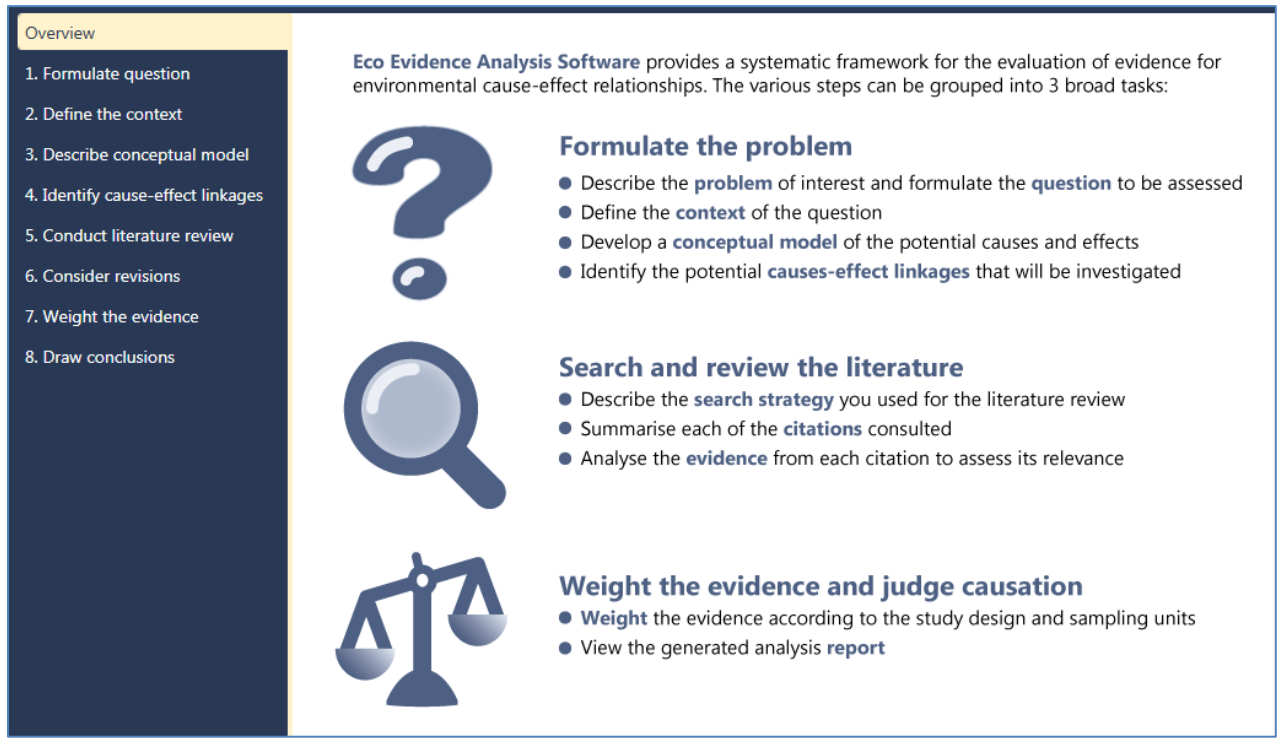 Overview
1. Formulate question
2. Define the context
3. Describe conceptual model
4. Identify cause-effect linkages
5. Conduct literature review
6. Consider revisions
7. Weight the evidence
8. Draw conclusions
Eco Evidence Analysis Software provides a systematic framework for the evaluation of evidence for
environmental cause-effect relationships. The various steps can be grouped into 3 broad tasks:
Formulate the problem
● Describe the problem of interest and formulate the question to be assessed
● Define the context of the question
● Develop a conceptual model of the potential causes and effects
● Identify the potential causes-effect linkages that will be investigated
Search and review the literature
● Describe the search strategy you used for the literature review
● Summarise each of the citations consulted
● Analyse the evidence from each citation to assess its relevance
Weight the evidence and judge causation
● Weight the evidence according to the study design and sampling units
● View the generated analysis report